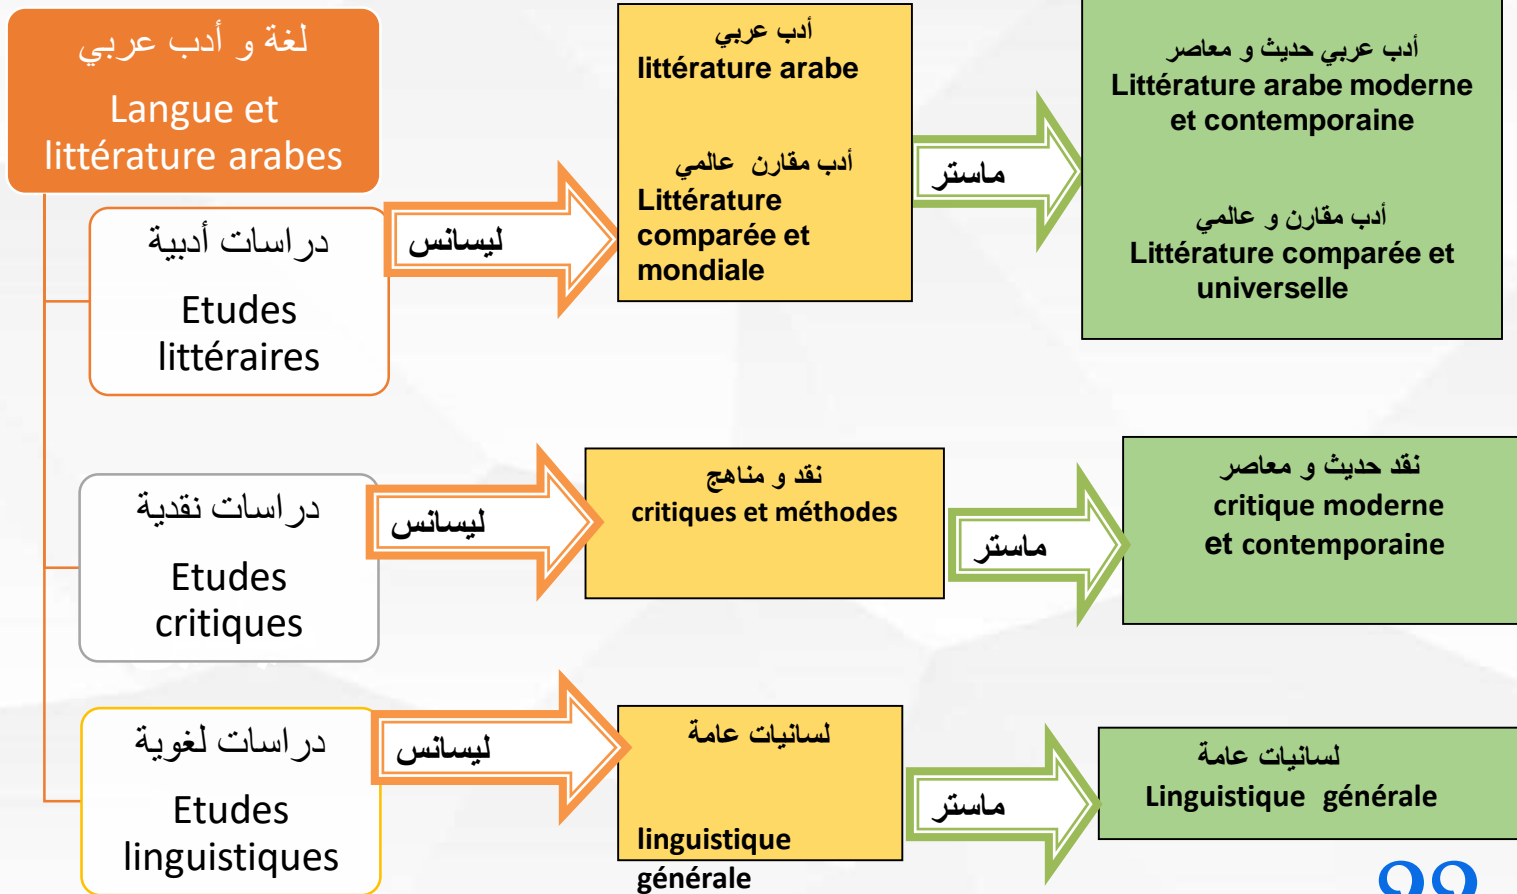 لغة و أدب عربي
Langue et
littérature arabes
دراسات أدبية
Etudes
littéraires
ليسانس
أدب عربي
littérature arabe
أدب مقارن عالمي
Littérature
comparée et
mondiale
ماستر
أدب عربي حديث و معاصر
Littérature arabe moderne
et contemporaine
أدب مقارن و عالمي
Littérature comparée et
universelle
دراسات نقدية
Etudes
critiques
ليسانس
نقد و مناهج
critiques et méthodes
ماستر
نقد حديث و معاصر
critique moderne
et contemporaine
دراسات لغوية
Etudes
linguistiques
ليسانس
لسانيات عامة
linguistique
générale
ماستر
لسانيات عامة
Linguistique générale